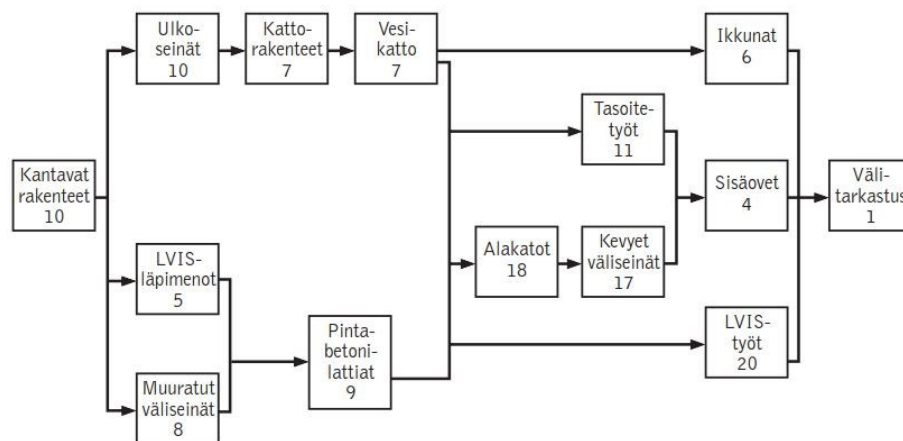 Ulko-
seinät
10
Katto-
rakenteet
7
Vesi-
katto
7
Ikkunat
6
Tasoite-
työt
11
Kantavat
rakenteet
10
Sisäovet
4
Väli-
tarkastus
1
LVIS-
läpimenot
5
Alakatot
18
Kevyet
väliseinät
17
Pinta-
betoni-
lattiat
9
LVIS-
työt
20
Muuratut
väliseinät
8